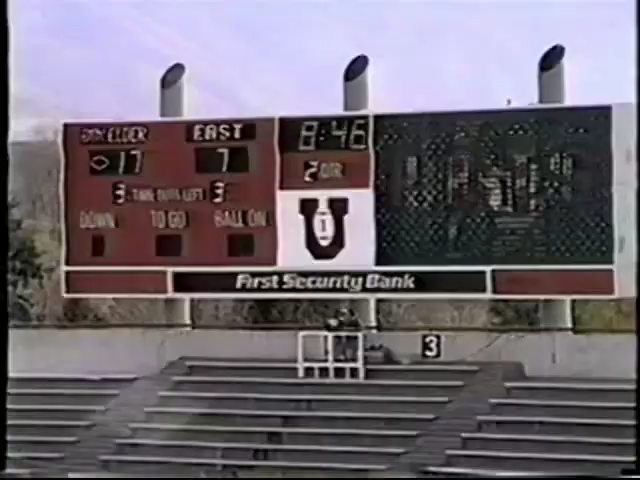 BOX ELDER EAST 8:46
17 7 2 QTR
3 TIME OUTS LEFT 3
U
DOWN TO GO BALL ON
First Security Bank
3